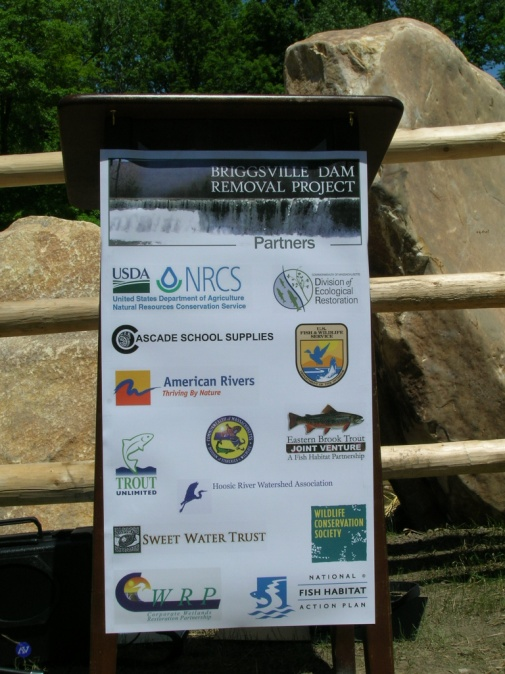 BRIGGSVILLE DAM
REMOVAL PROJECT
Partners
USDA NRCS
United States Department of Agriculture
Natural Resources Conservation Service
Division of
Ecological
Restoration
CASCADE SCHOOL SUPPLIES
U.S.
FISH & WILDLIFE
SERVICE
American Rivers
Thriving By Nature
Eastern Brook Trout
JOINT VENTURE
A Fish Habitat Partnership
TROUT
UNLIMITED
Hoosic River Watershed Association
SWEET WATER TRUST
WILDLIFE
CONSERVATION
SOCIETY
CWRP
Corporate Wetlands
Restoration Partnership
NATIONAL
FISH HABITAT
ACTION PLAN